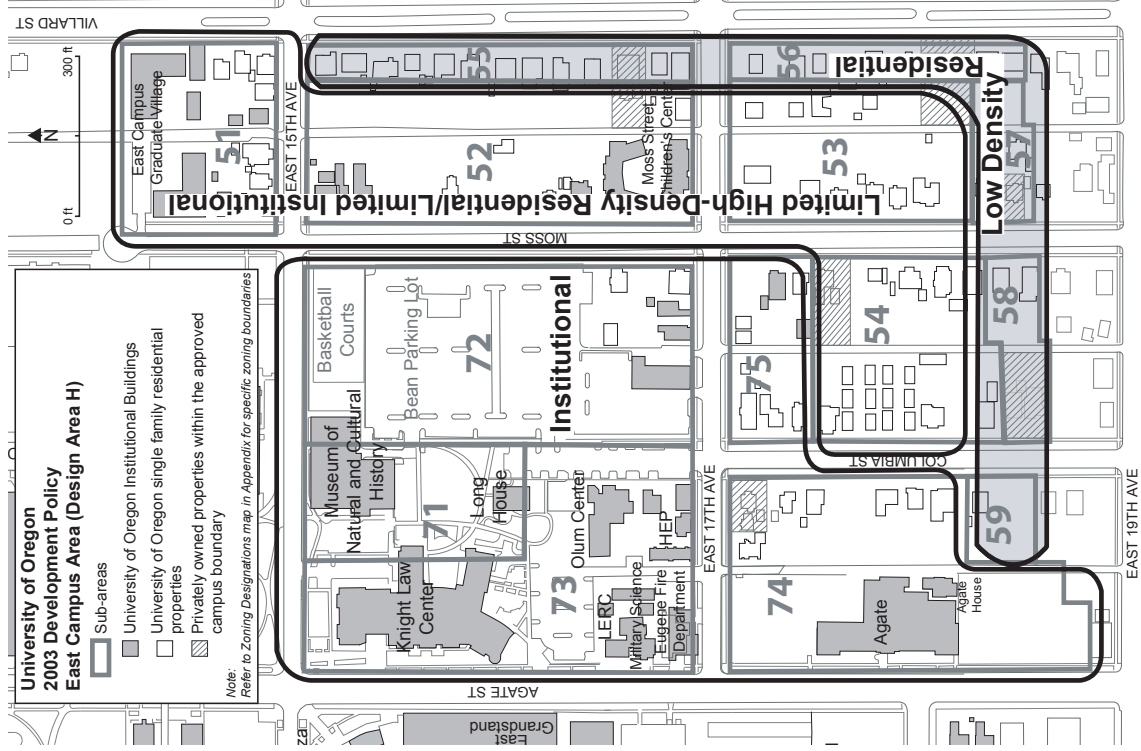 University of Oregon
2003 Development Policy
East Campus Area (Design Area H)
Sub-areas
University of Oregon Institutional Buildings
University of Oregon single family residential
properties
Privately owned properties within the approved
campus boundary
Note:
Refer to Zoning Designations map in Appendix for specific zoning boundaries
0 ft
300 ft
N
VILLARD ST
East Campus
Graduate Village
51
EAST 15TH AVE
55
56
Residential
Low Density
52
Moss Street
Children's Center
53
57
Limited High-Density Residential/Limited Institutional
MOSS ST
Basketball
Courts
Bean Parking Lot
72
Institutional
75
54
58
Museum of
Natural and Cultural
History
71
Long
House
COLUMBIA ST
Knight Law
Center
73
Olum Center
HEP
LERC
Military Science
Eugene Fire
Department
EAST 17TH AVE
74
Agate
Agate
House
59
EAST 19TH AVE
AGATE ST
East
Grandstand